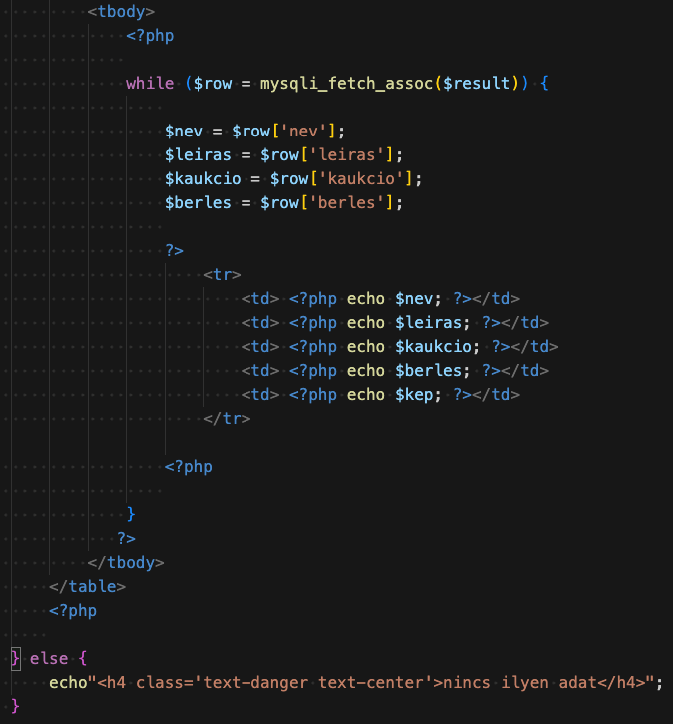 <tbody>
<?php
while ($row = mysqli_fetch_assoc($result)) {
$nev = $row['nev'];
$leiras = $row['leiras'];
$kaukcio = $row['kaukcio'];
$berles = $row['berles'];
?>
<tr>
<td> <?php echo $nev; ?></td>
<td> <?php echo $leiras; ?></td>
<td> <?php echo $kaukcio; ?></td>
<td> <?php echo $berles; ?></td>
<td> <?php echo $kep; ?></td>
</tr>
<?php
}
?>
</tbody>
</table>
<?php
} else {
echo"<h4 class='text-danger text-center'>nincs ilyen adat</h4>";
}